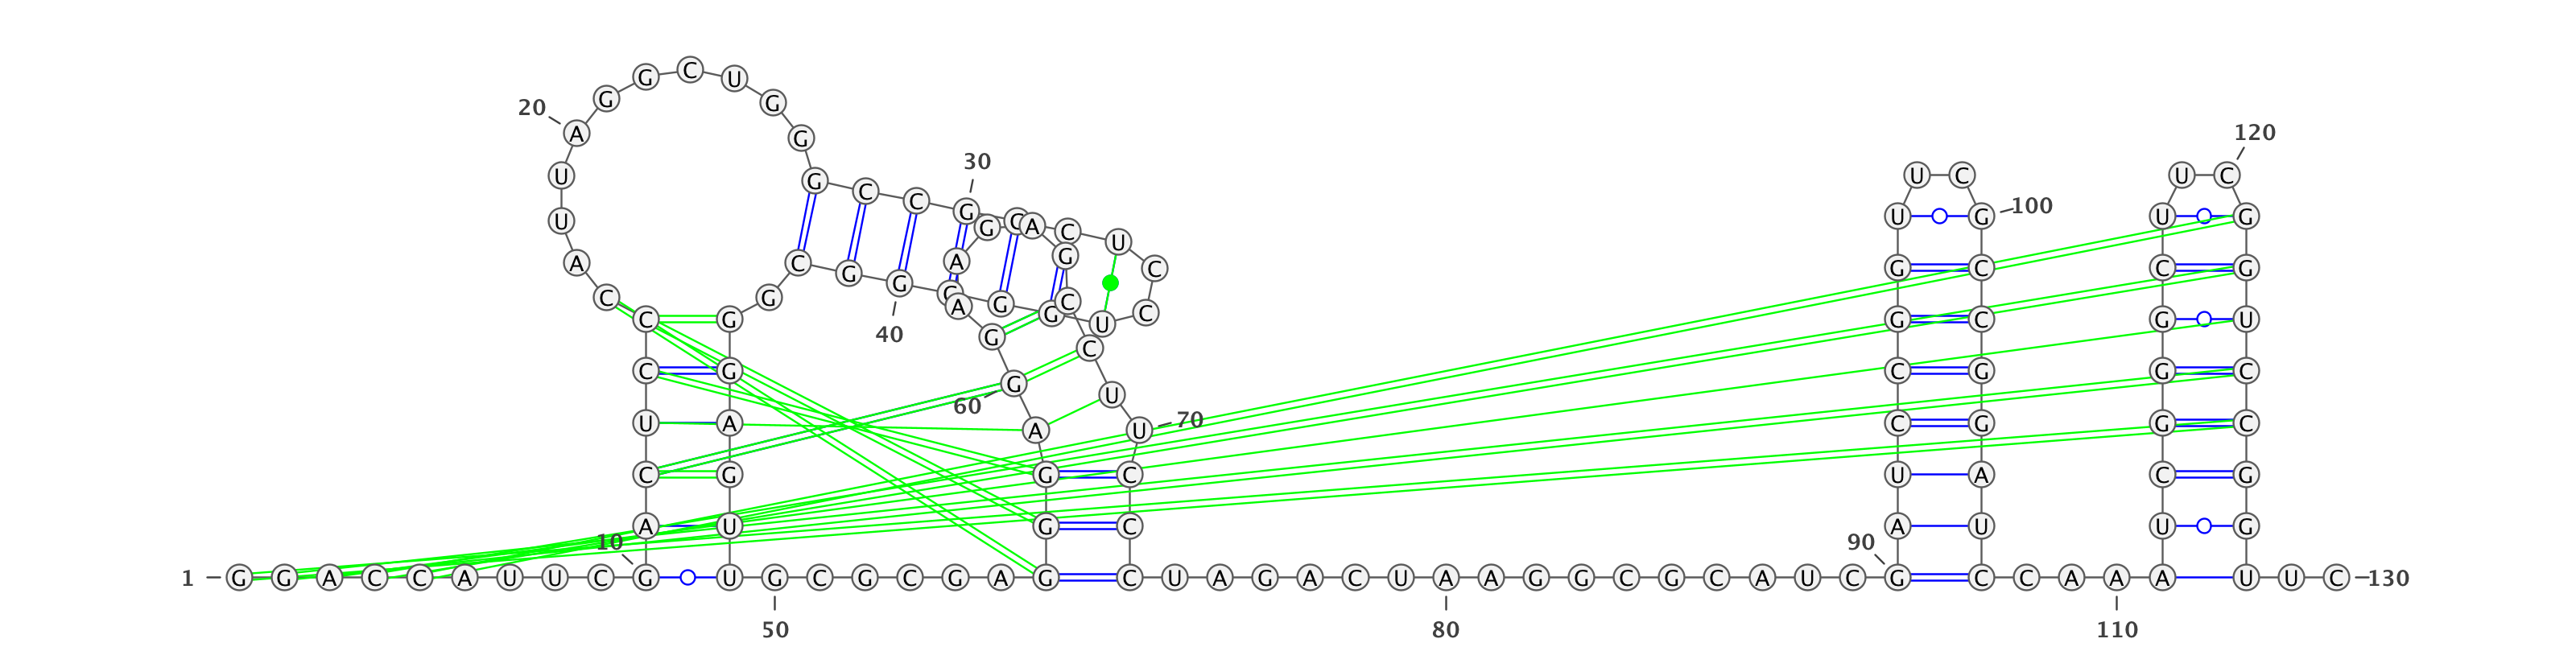 1
G G A C C A U U C G
10
A C U C C C A U U A
20
G G C U G G G C C G
30
C C U C C U G G C G
40
G C G G G A G U U G
50
C G C G A G G G A G
60
G A A G A G C C U U
70
C C C U A G A C U A
80
A G G C G C A U C G
90
A U C C G G U U C G
100
C C G G A U C C A A
110
A U C G G G C U U C
120
G G U C C G G U U C
130